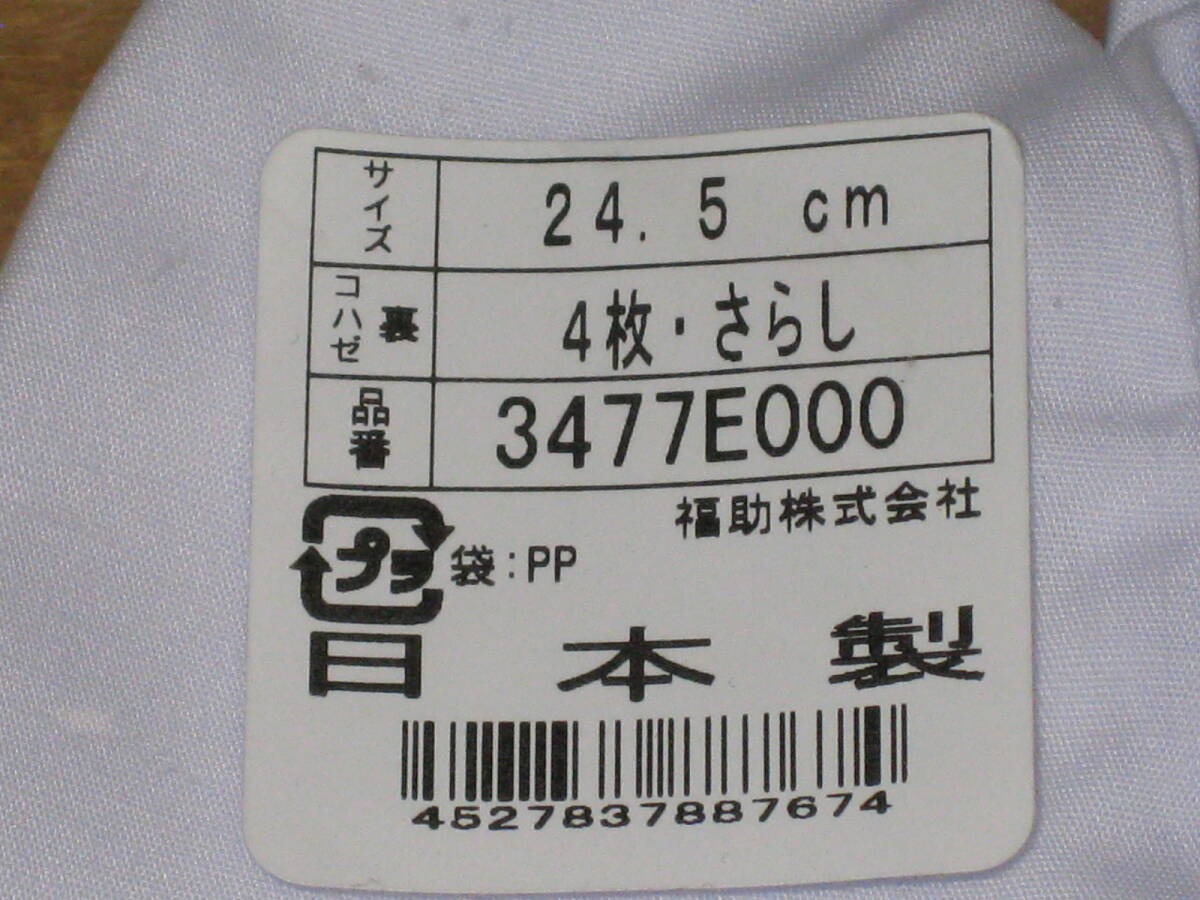 サイズ 24.5 cm
コハゼ 裏 4枚・さらし
品番 3477E000
福助株式会社
プラ 袋:PP
日本製
4527837887674